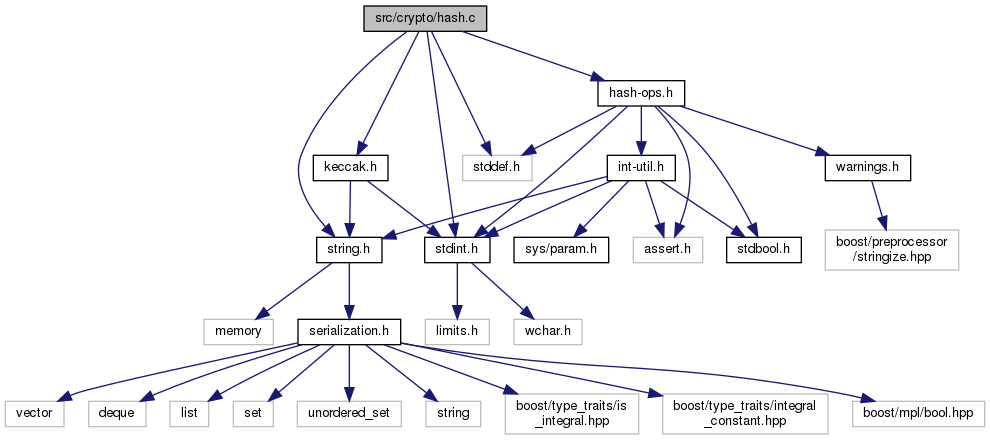 src/crypto/hash.c
hash-ops.h
keccak.h
stddef.h
int-util.h
warnings.h
string.h
stdint.h
sys/param.h
assert.h
stdbool.h
boost/preprocessor
/stringize.hpp
memory
serialization.h
limits.h
wchar.h
vector
deque
list
set
unordered_set
string
boost/type_traits/is
_integral.hpp
boost/type_traits/integral
_constant.hpp
boost/mpl/bool.hpp